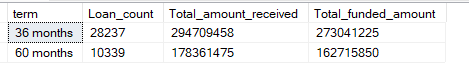 term Loan_count Total_amount_received Total_funded_amount
36 months 28237 294709458 273041225
60 months 10339 178361475 162715850